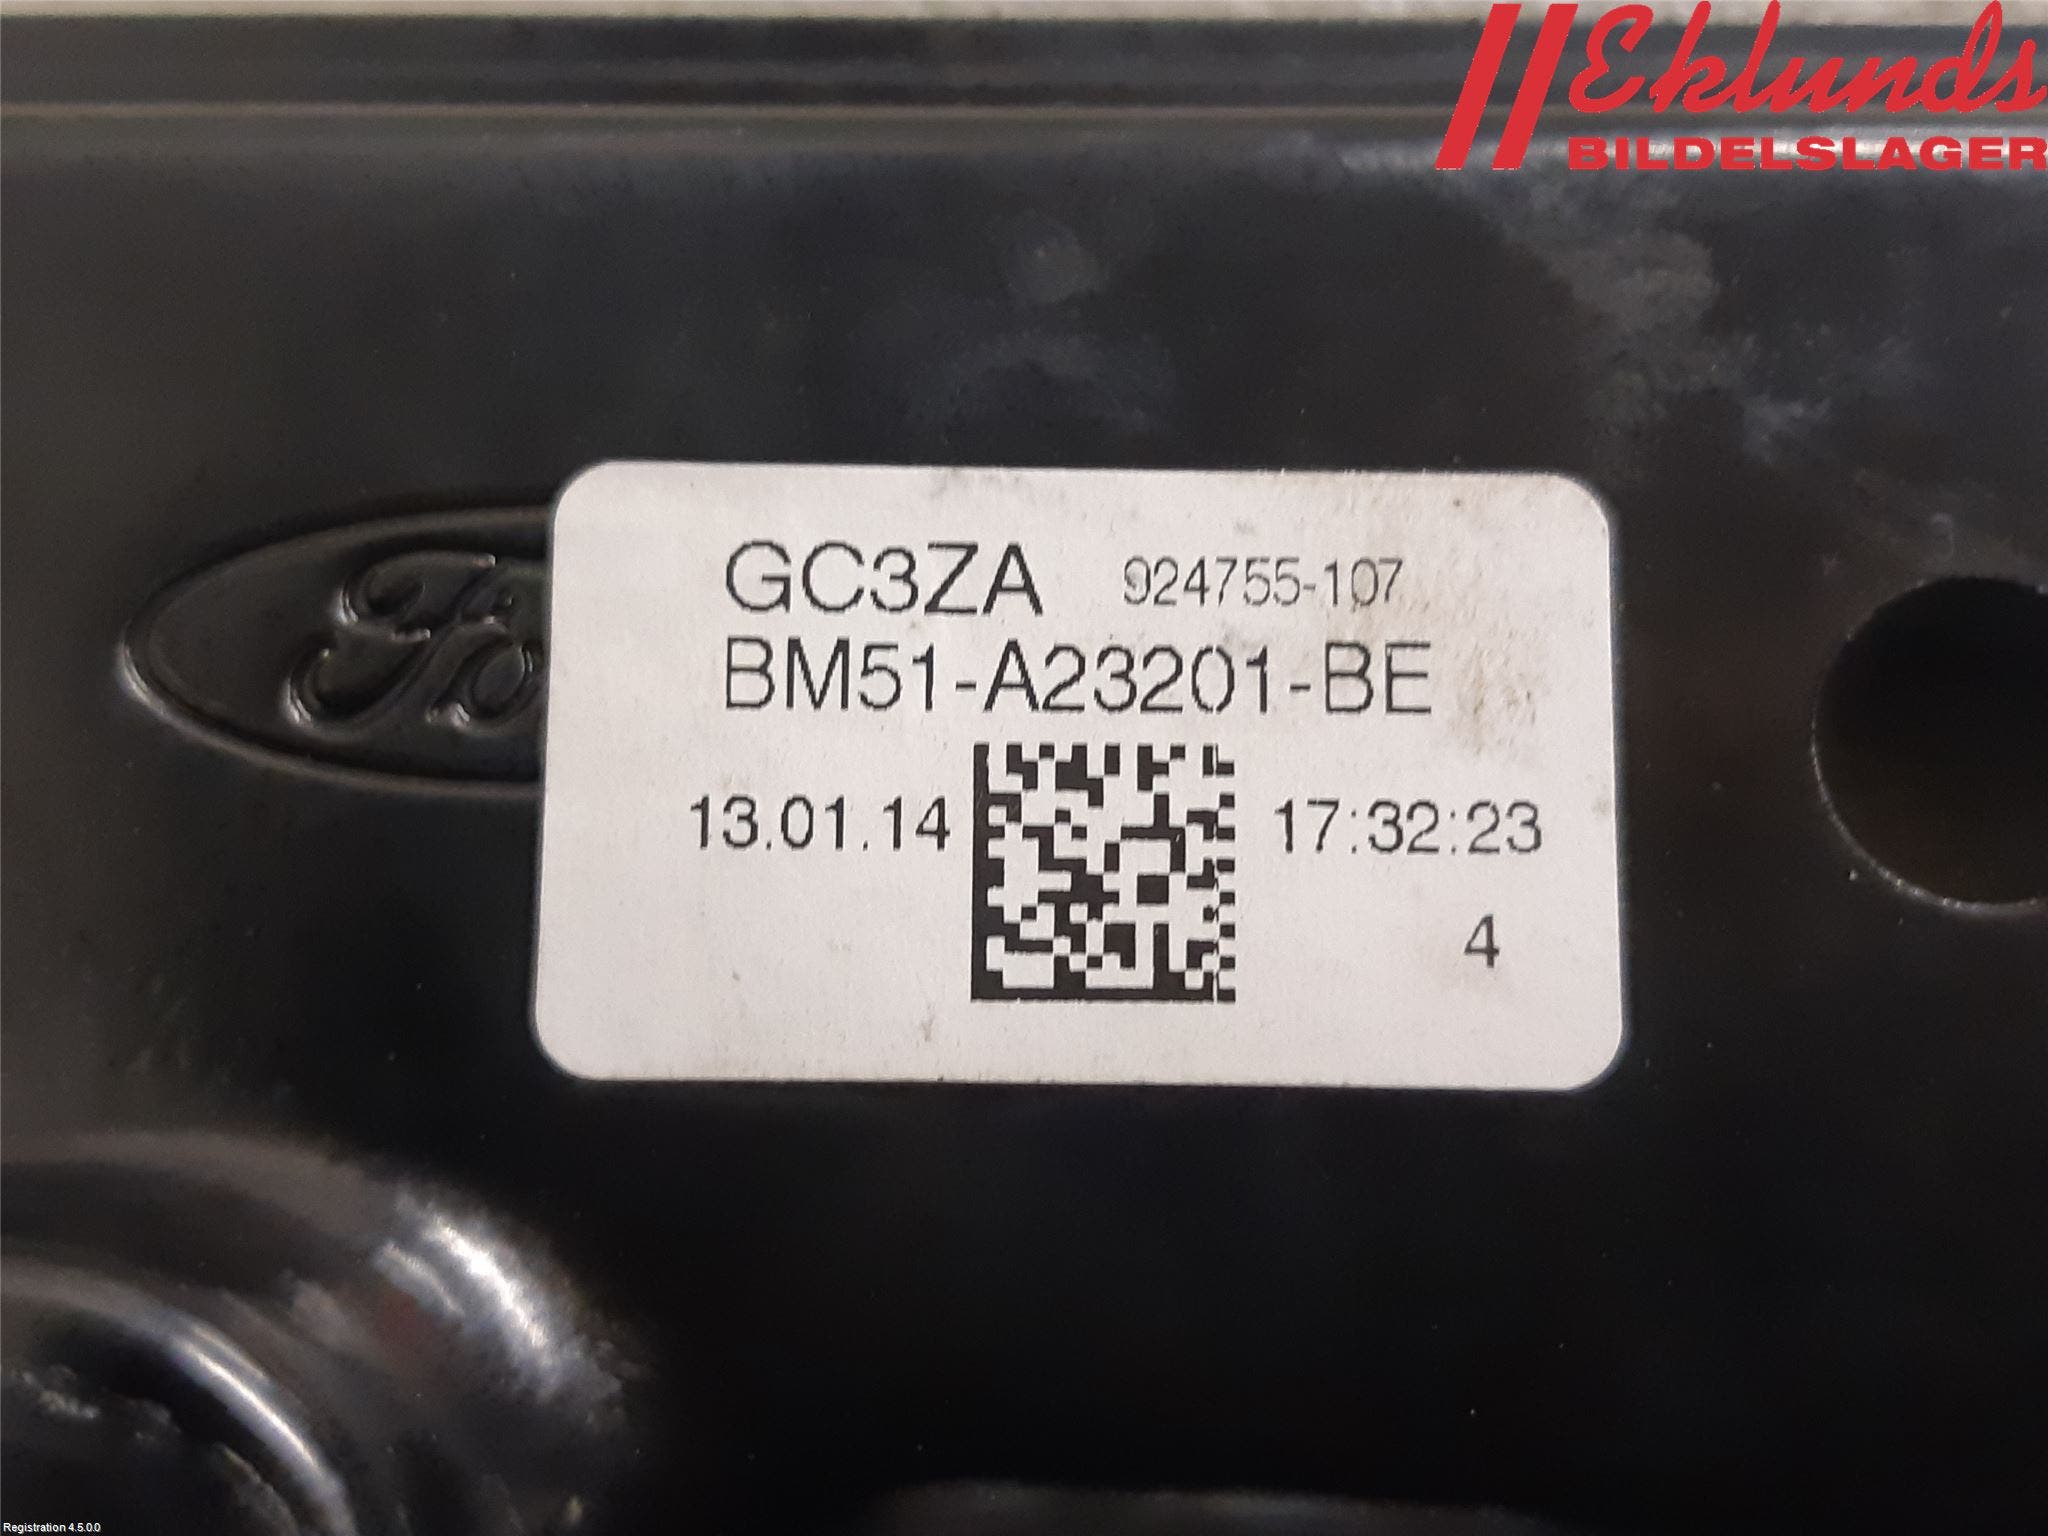 Eklunds
BILDELSLAGER
GC3ZA 924755-107
BM51-A23201-BE
13.01.14 17:32:23
4
Registration 4.5.0.0